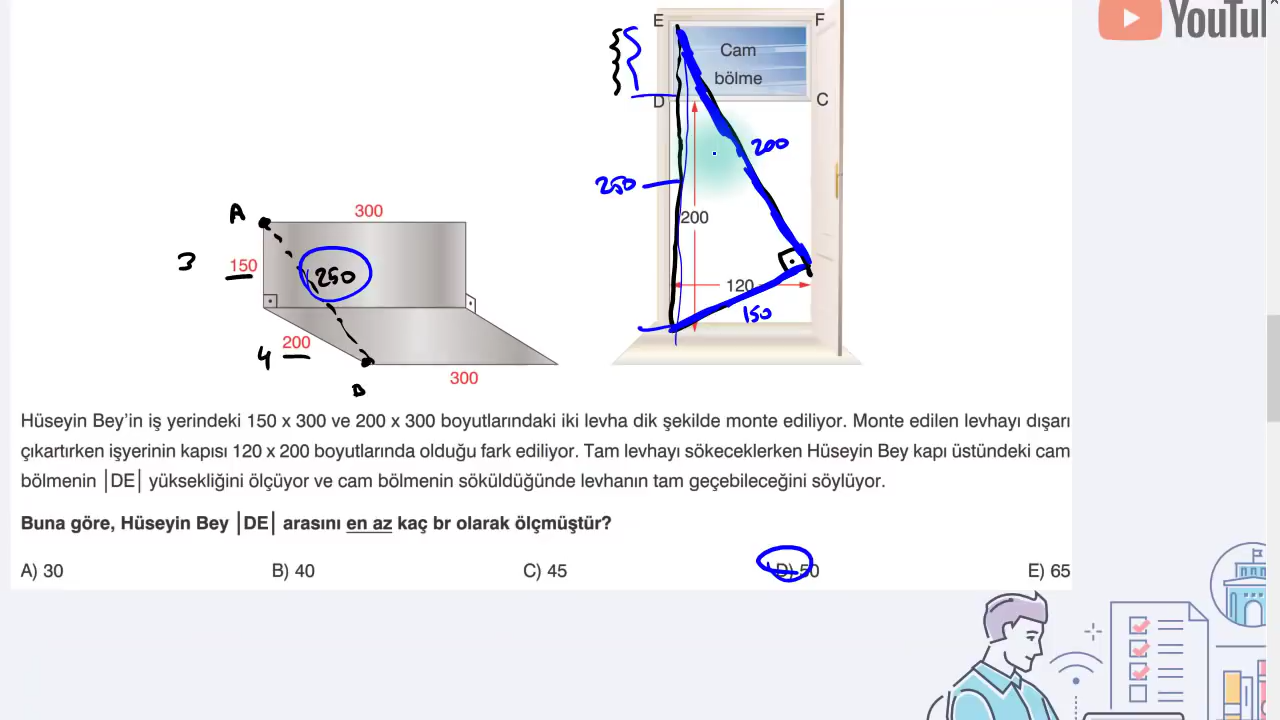 YouTu
E
F
Cam
bölme
D
C
200
250
200
120
150
A
300
3
150
250
4
200
300
Hüseyin Bey’in iş yerindeki 150 x 300 ve 200 x 300 boyutlarındaki iki levha dik şekilde monte ediliyor. Monte edilen levhayı dışarı
çıkartırken işyerinin kapısı 120 x 200 boyutlarında olduğu fark ediliyor. Tam levhayı sökeceklerken Hüseyin Bey kapı üstündeki cam
bölmenin |DE| yüksekliğini ölçüyor ve cam bölmenin söküldüğünde levhanın tam geçebileceğini söylüyor.
Buna göre, Hüseyin Bey |DE| arasını en az kaç br olarak ölçmüştür?
A) 30
B) 40
C) 45
D) 50
E) 65